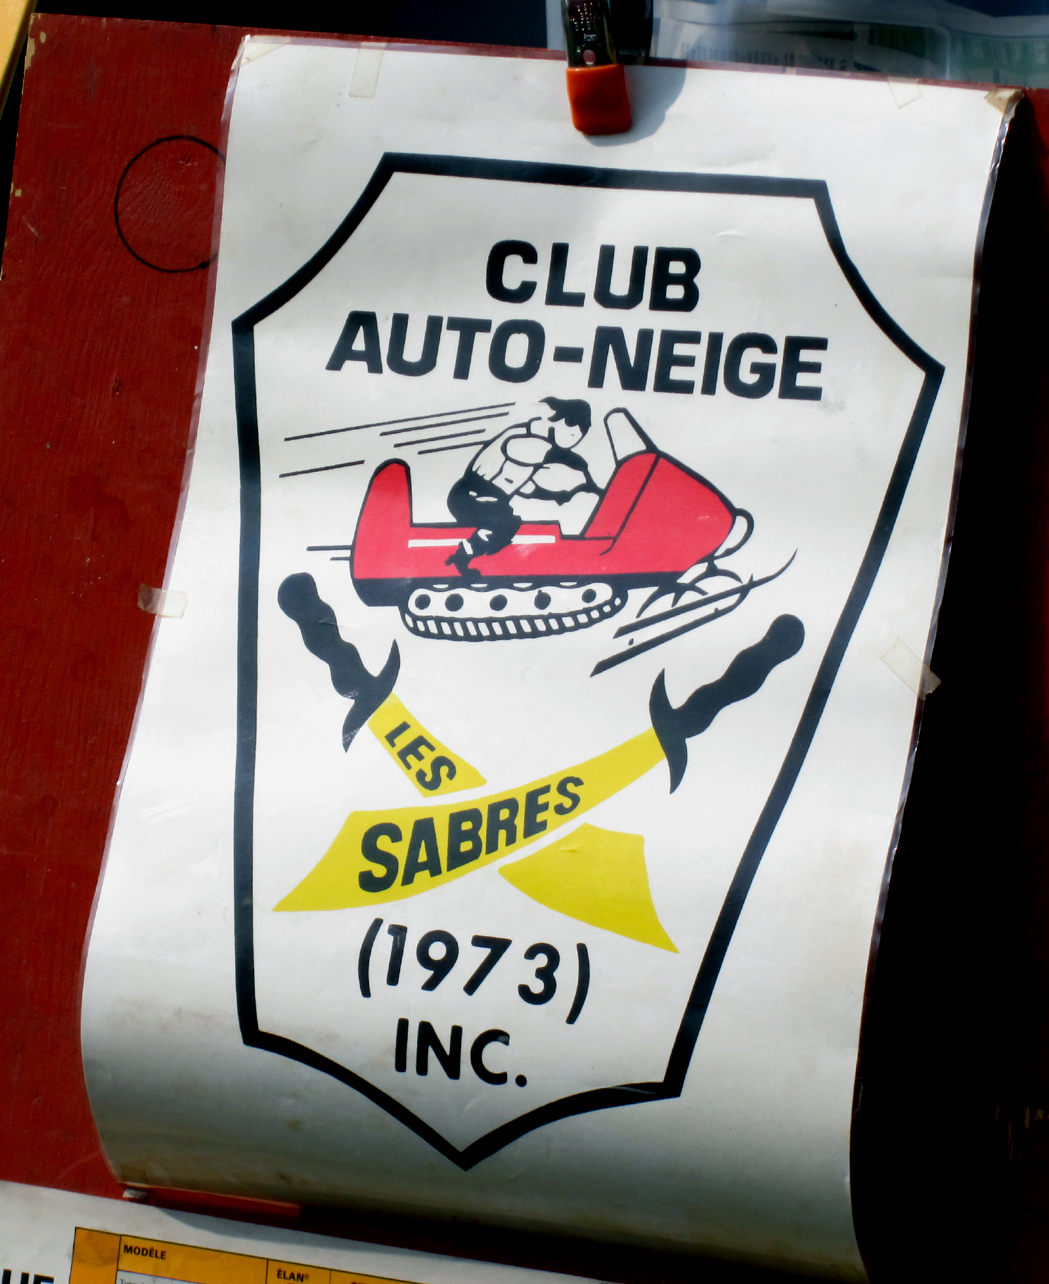 CLUB
AUTO-NEIGE
LES
SABRES
(1973)
INC.
MODÈLE
ÉLAN®